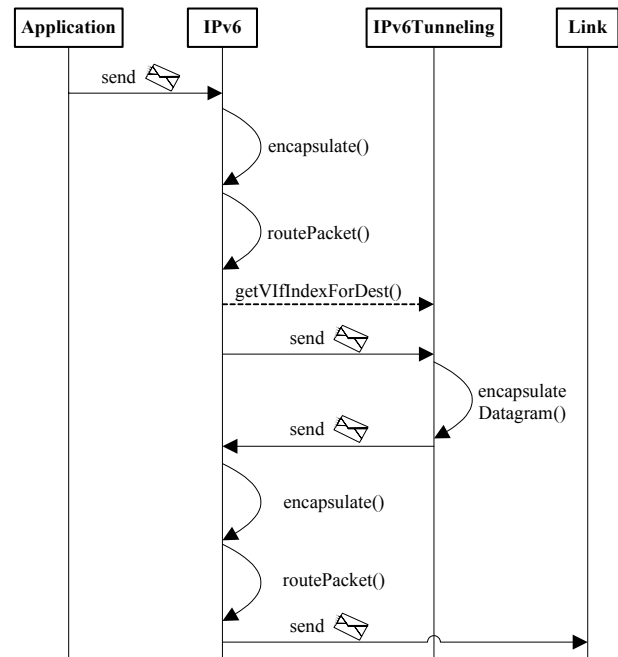 Application
IPv6
IPv6Tunneling
Link
send
encapsulate()
routePacket()
getVIfIndexForDest()
send
encapsulate
Datagram()
send
encapsulate()
routePacket()
send